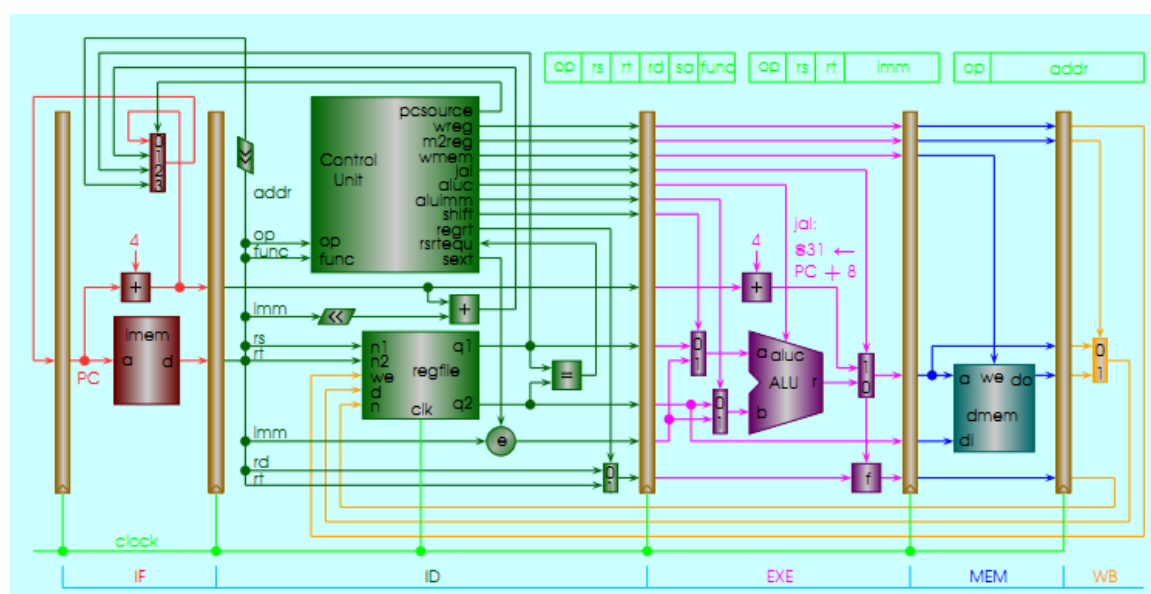 op rs rt rd sa func op rs rt imm op addr
pcsource
wreg
m2reg
wmem
jal
aluc
aluimm
shift
regrt
rsrtequ
sext
Control
Unit
op
func
0
1
2
3
addr
op
func
4
+
imm
<<
+
imem
a d
PC
rs
rt
n1
n2
we
d
n
q1
q2
regfile
clk
=
imm
e
rd
rt
0
1
jal:
$31 ←
PC + 8
4
+
0
1
0
1
a aluc
ALU
r
b
1
0
f
a we do
dmem
di
0
1
clock
IF ID EXE MEM WB